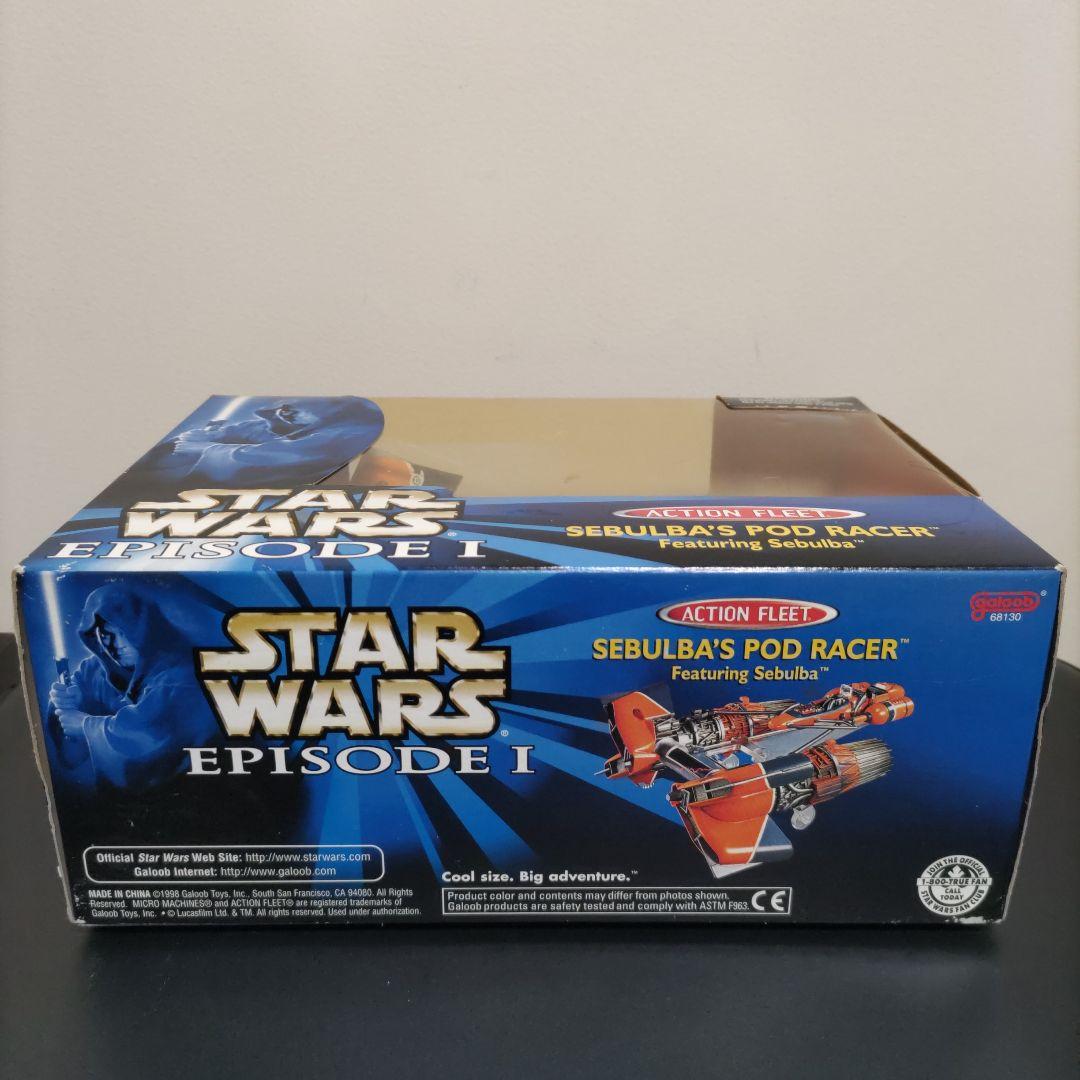 STAR
WARS®
EPISODE I
ACTION FLEET®
SEBULBA'S POD RACER™
Featuring Sebulba™
STAR
WARS®
EPISODE I
ACTION FLEET®
SEBULBA'S POD RACER™
Featuring Sebulba™
galoob®
68130
Official Star Wars Web Site: http://www.starwars.com
Galoob Internet: http://www.galoob.com
MADE IN CHINA ©1998 Galoob Toys, Inc., South San Francisco, CA 94080. All Rights
Reserved. MICRO MACHINES® and ACTION FLEET® are registered trademarks of
Galoob Toys, Inc. • © Lucasfilm Ltd. & TM. All rights reserved. Used under authorization.
Cool size. Big adventure.™
Product color and contents may differ from photos shown.
Galoob products are safety tested and comply with ASTM F963.
CE
JOIN THE OFFICIAL
1-800-TRUE FAN
CALL
TODAY
STAR WARS FAN CLUB